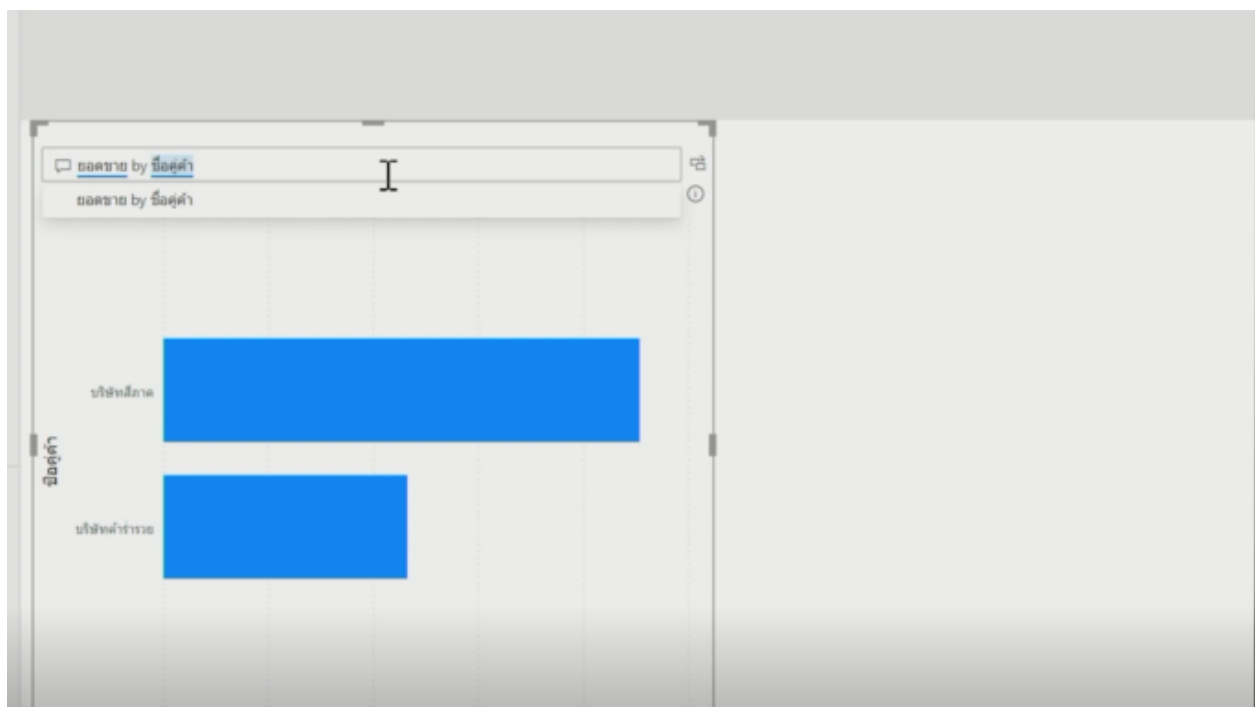 ยอดขาย by ชื่อคู่ค้า
ยอดขาย by ชื่อคู่ค้า
บริษัทสี่ภาค
ชื่อคู่ค้า
บริษัทค้าร่ำรวย